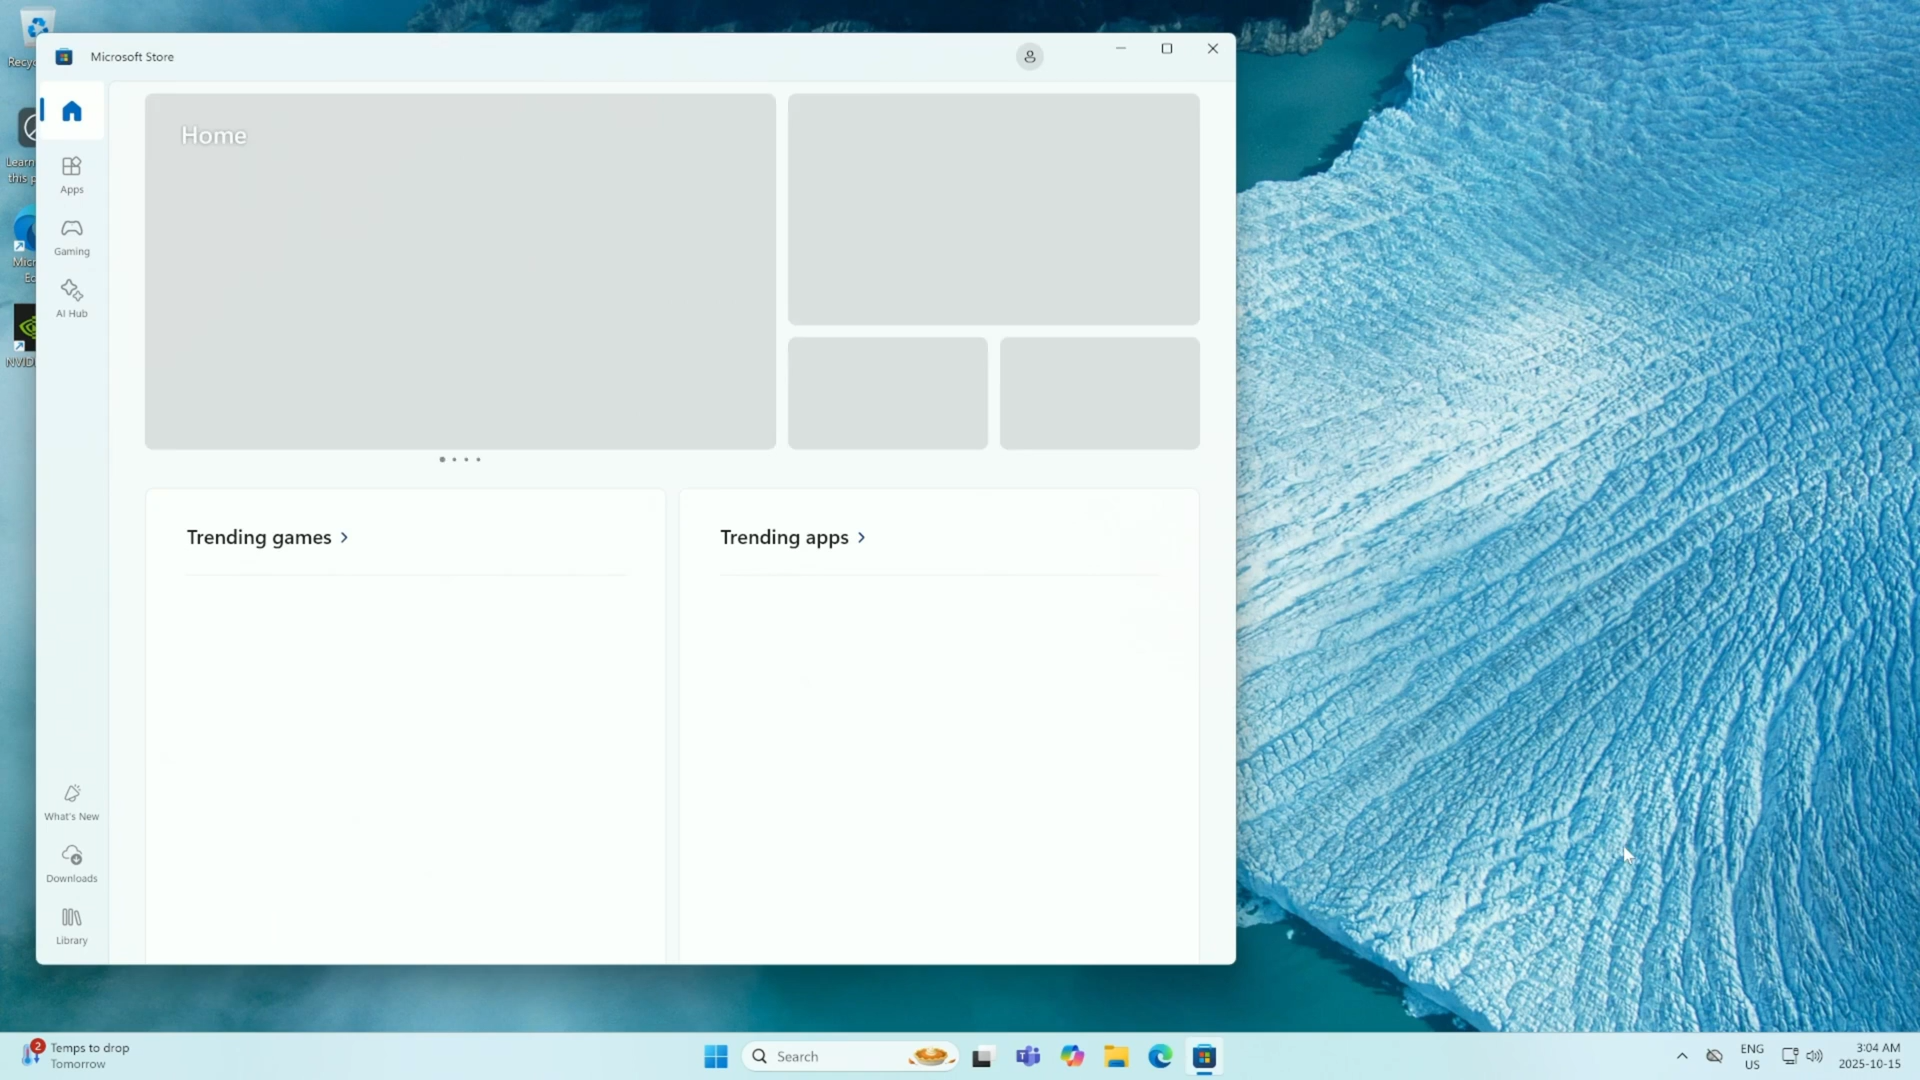 Microsoft Store
Home
Apps
Gaming
AI Hub
Trending games
Trending apps
What's New
Downloads
Library
Temps to drop
Tomorrow
2
Search
ENG
US
3:04 AM
2025-10-15